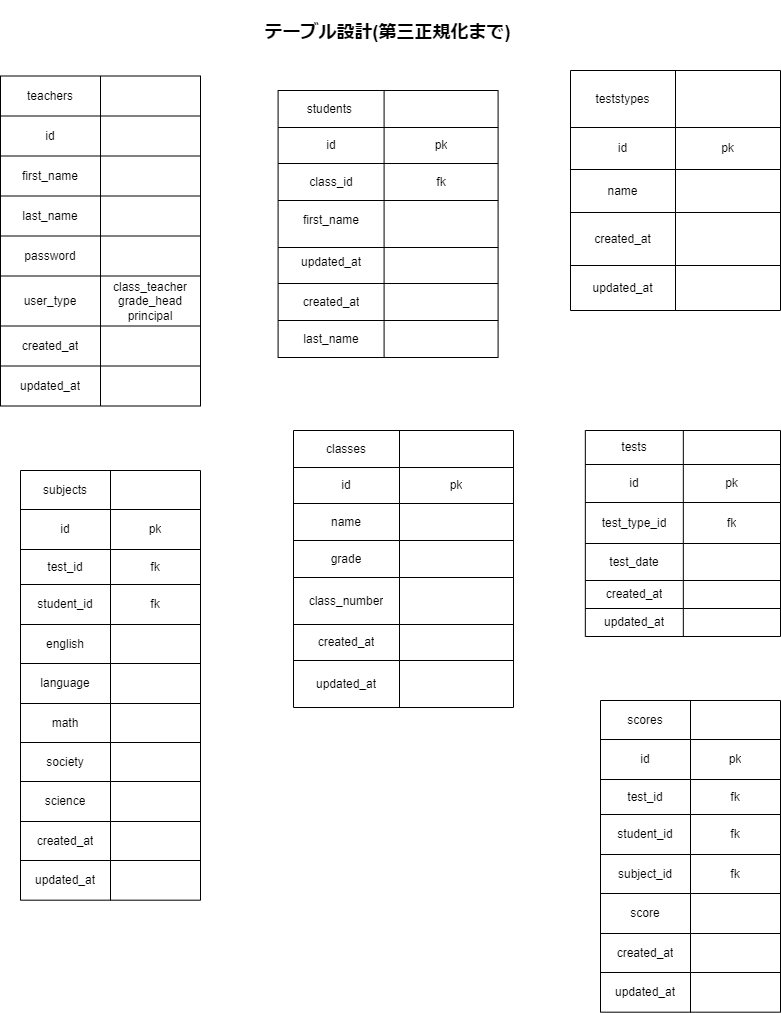 テーブル設計(第三正規化まで)
teachers
id
first_name
last_name
password
user_type
class_teacher
grade_head
principal
created_at
updated_at
students
id pk
class_id fk
first_name
updated_at
created_at
last_name
teststypes
id pk
name
created_at
updated_at
subjects
id pk
test_id fk
student_id fk
english
language
math
society
science
created_at
updated_at
classes
id pk
name
grade
class_number
created_at
updated_at
tests
id pk
test_type_id fk
test_date
created_at
updated_at
scores
id pk
test_id fk
student_id fk
subject_id fk
score
created_at
updated_at